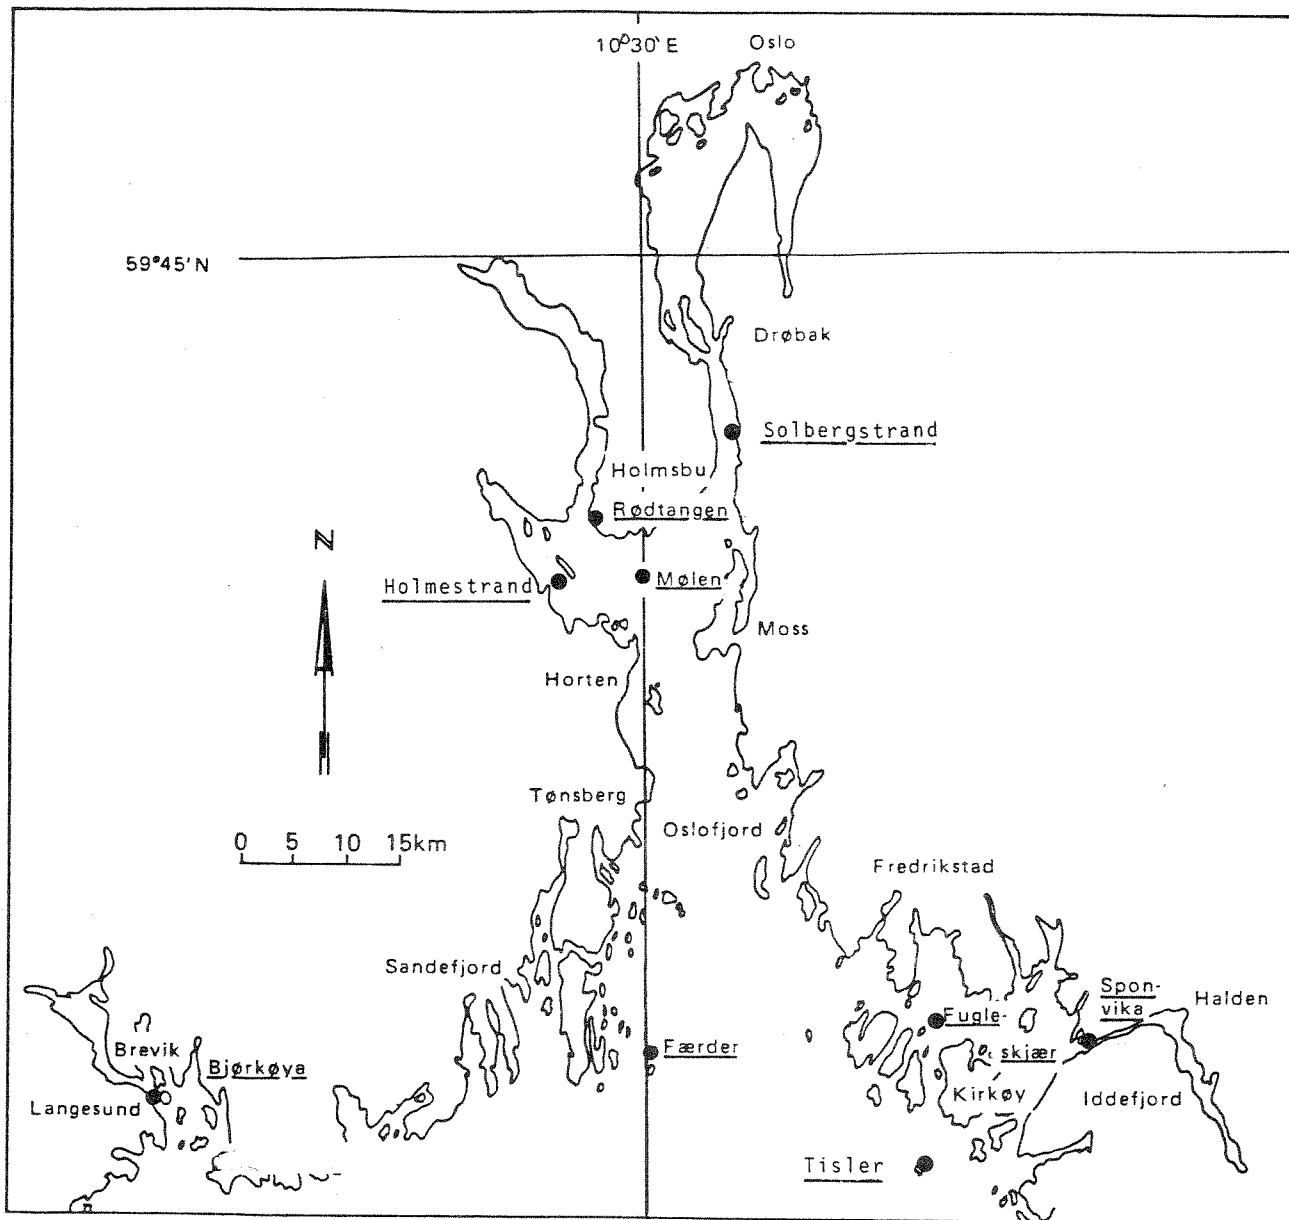 10°30' E
Oslo
59°45' N
Drøbak
Solbergstrand
Holmsbu
Rødtangen
N
Holmestrand
Mølen
Moss
Horten
Tønsberg
0 5 10 15km
Oslofjord
Fredrikstad
Sandefjord
Spon-
vika
Halden
Fugle-
skjær
Færder
Brevik
Bjørkøya
Langesund
Kirkøy
Iddefjord
Tisler